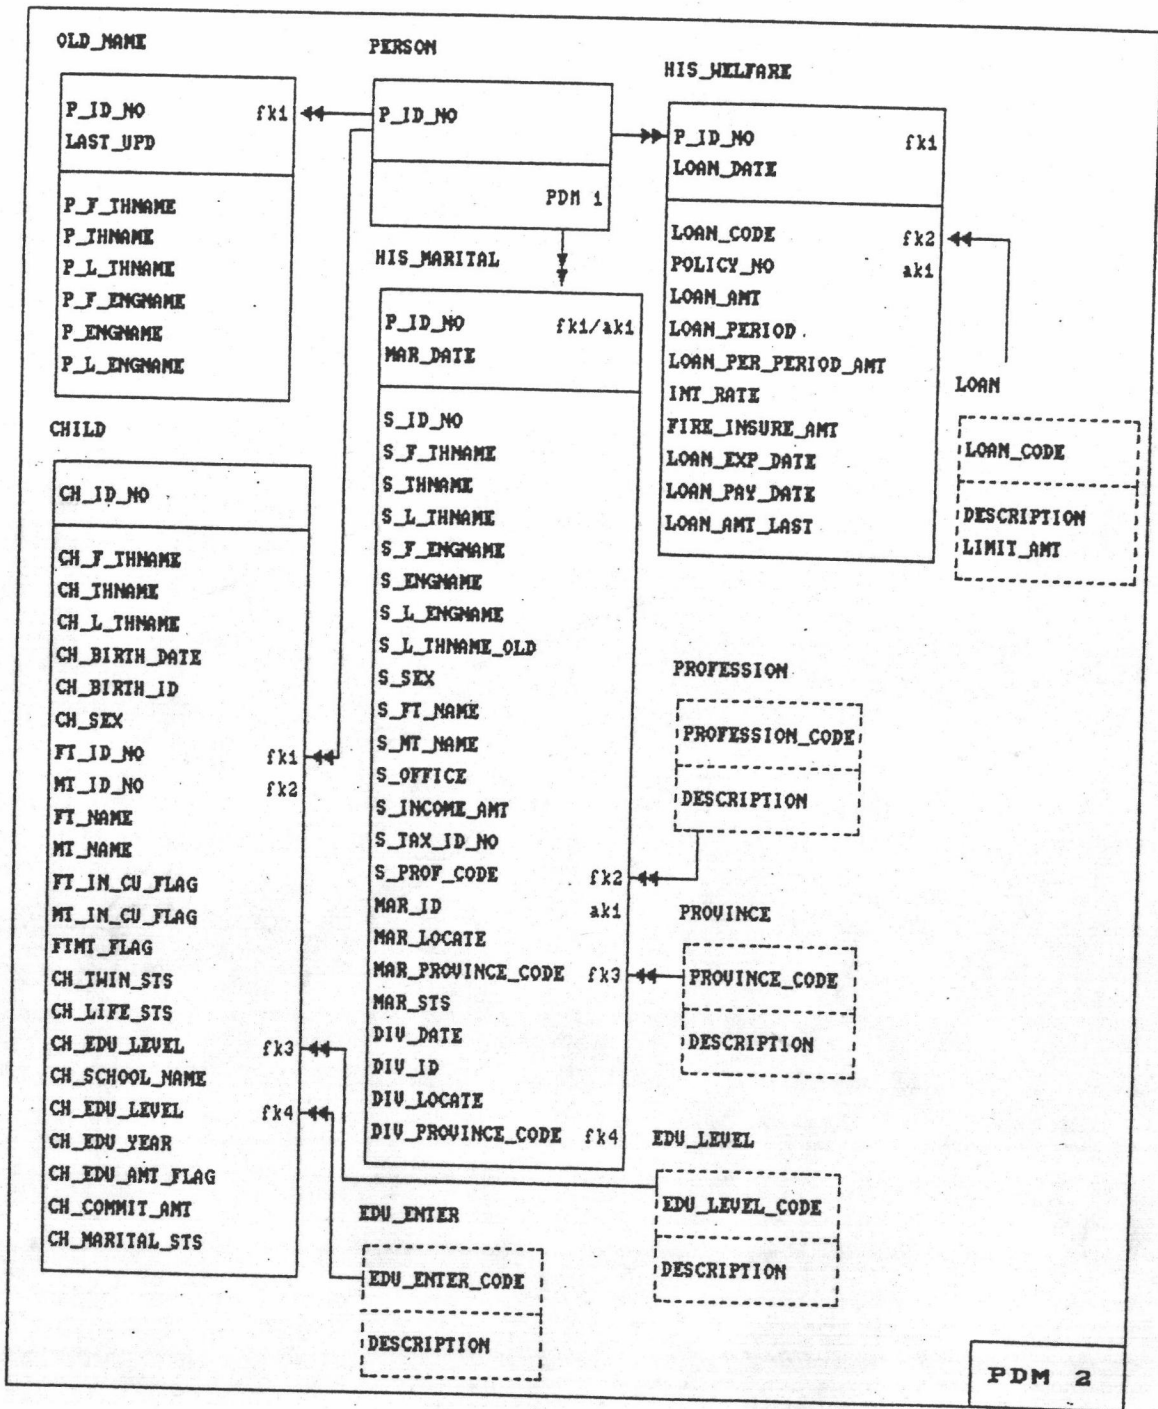 OLD_NAME
P_ID_NO fk1
LAST_UPD
P_F_THNAME
P_THNAME
P_L_THNAME
P_F_ENGNAME
P_ENGNAME
P_L_ENGNAME
PERSON
P_ID_NO
PDM 1
HIS_WELFARE
P_ID_NO fk1
LOAN_DATE
LOAN_CODE fk2
POLICY_NO ak1
LOAN_AMT
LOAN_PERIOD
LOAN_PER_PERIOD_AMT
INT_RATE
FIRE_INSURE_AMT
LOAN_EXP_DATE
LOAN_PAY_DATE
LOAN_AMT_LAST
LOAN
LOAN_CODE
DESCRIPTION
LIMIT_AMT
HIS_MARITAL
P_ID_NO fk1/ak1
MAR_DATE
S_ID_NO
S_F_THNAME
S_THNAME
S_L_THNAME
S_F_ENGNAME
S_ENGNAME
S_L_ENGNAME
S_L_THNAME_OLD
S_SEX
S_FT_NAME
S_MT_NAME
S_OFFICE
S_INCOME_AMT
S_TAX_ID_NO
S_PROF_CODE fk2
MAR_ID ak1
MAR_LOCATE
MAR_PROVINCE_CODE fk3
MAR_STS
DIV_DATE
DIV_ID
DIV_LOCATE
DIV_PROVINCE_CODE fk4
CHILD
CH_ID_NO
CH_F_THNAME
CH_THNAME
CH_L_THNAME
CH_BIRTH_DATE
CH_BIRTH_ID
CH_SEX
FT_ID_NO fk1
MT_ID_NO fk2
FT_NAME
MT_NAME
FT_IN_CU_FLAG
MT_IN_CU_FLAG
FTMT_FLAG
CH_TWIN_STS
CH_LIFE_STS
CH_EDU_LEVEL fk3
CH_SCHOOL_NAME
CH_EDU_LEVEL fk4
CH_EDU_YEAR
CH_EDU_AMT_FLAG
CH_COMMIT_AMT
CH_MARITAL_STS
PROFESSION
PROFESSION_CODE
DESCRIPTION
PROVINCE
PROVINCE_CODE
DESCRIPTION
EDU_LEVEL
EDU_LEVEL_CODE
DESCRIPTION
EDU_ENTER
EDU_ENTER_CODE
DESCRIPTION
PDM 2